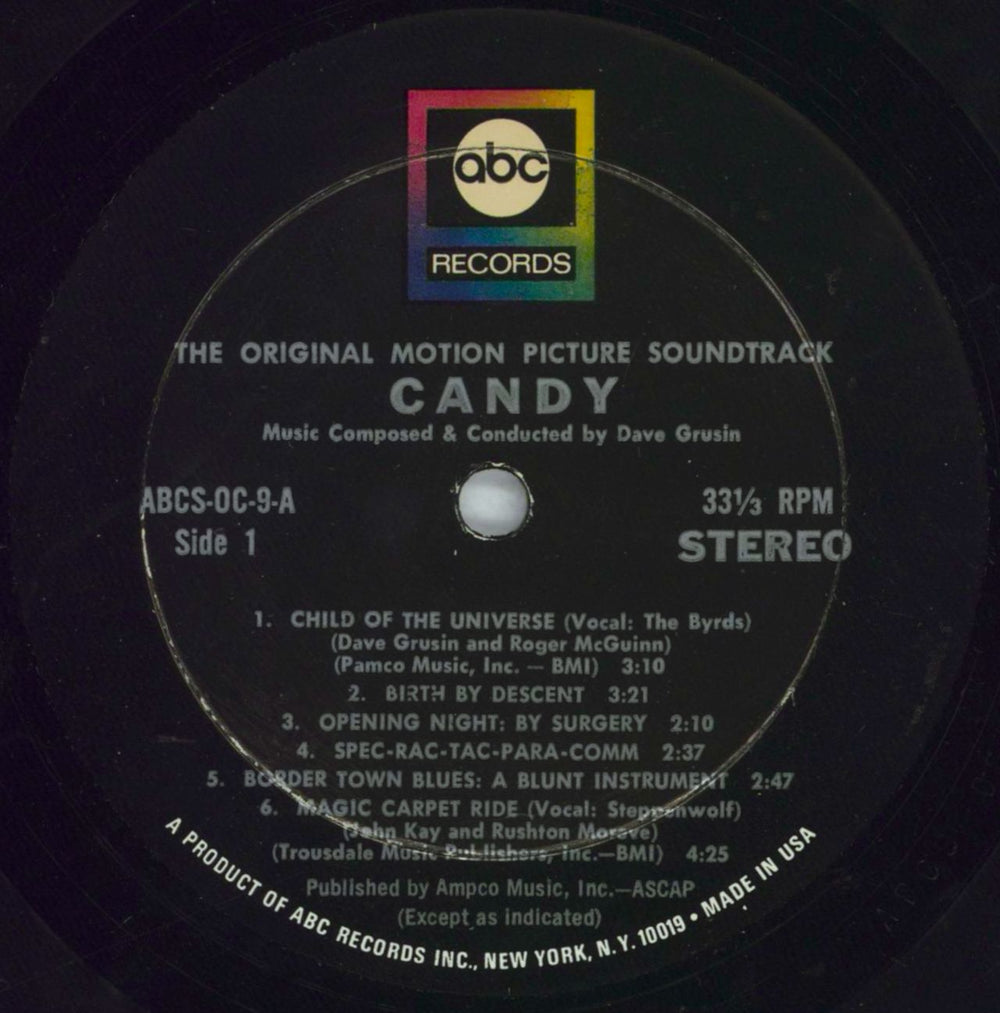 abc
RECORDS
THE ORIGINAL MOTION PICTURE SOUNDTRACK
CANDY
Music Composed & Conducted by Dave Grusin
ABCS-OC-9-A
Side 1
33⅓ RPM
STEREO
1. CHILD OF THE UNIVERSE (Vocal: The Byrds)
(Dave Grusin and Roger McGuinn)
(Pamco Music, Inc. — BMI) 3:10
2. BIRTH BY DESCENT 3:21
3. OPENING NIGHT: BY SURGERY 2:10
4. SPEC-RAC-TAC-PARA-COMM 2:37
5. BORDER TOWN BLUES: A BLUNT INSTRUMENT 2:47
6. MAGIC CARPET RIDE (Vocal: Steppenwolf)
(John Kay and Rushton Morave)
(Trousdale Music Publishers, Inc.—BMI) 4:25
Published by Ampco Music, Inc.—ASCAP
(Except as indicated)
A PRODUCT OF ABC RECORDS INC., NEW YORK, N.Y. 10019 • MADE IN USA